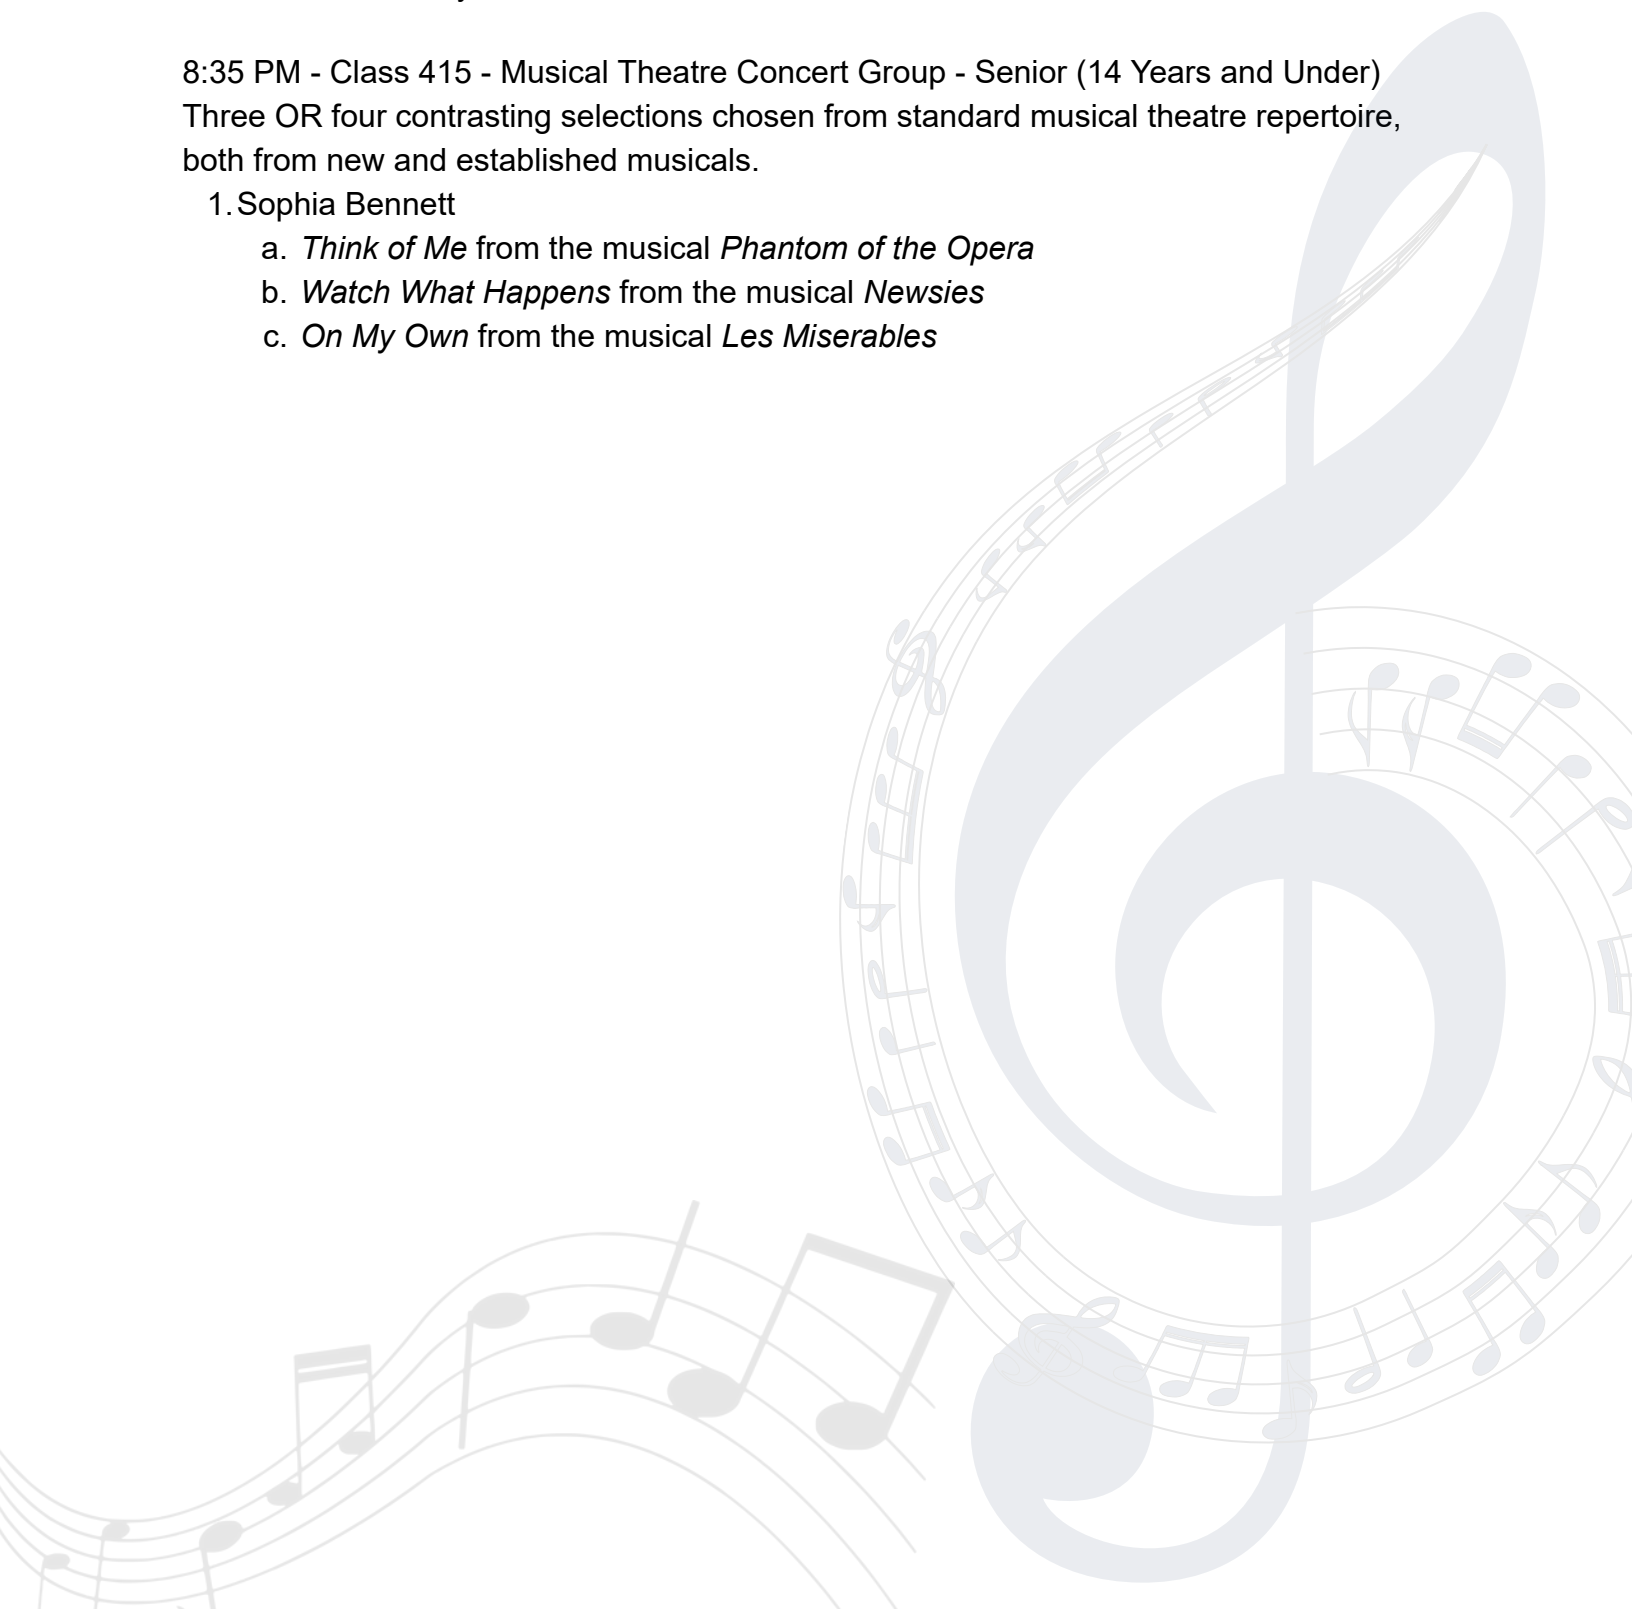 8:35 PM - Class 415 - Musical Theatre Concert Group - Senior (14 Years and Under)
Three OR four contrasting selections chosen from standard musical theatre repertoire,
both from new and established musicals.
1. Sophia Bennett
a. Think of Me from the musical Phantom of the Opera
b. Watch What Happens from the musical Newsies
c. On My Own from the musical Les Miserables